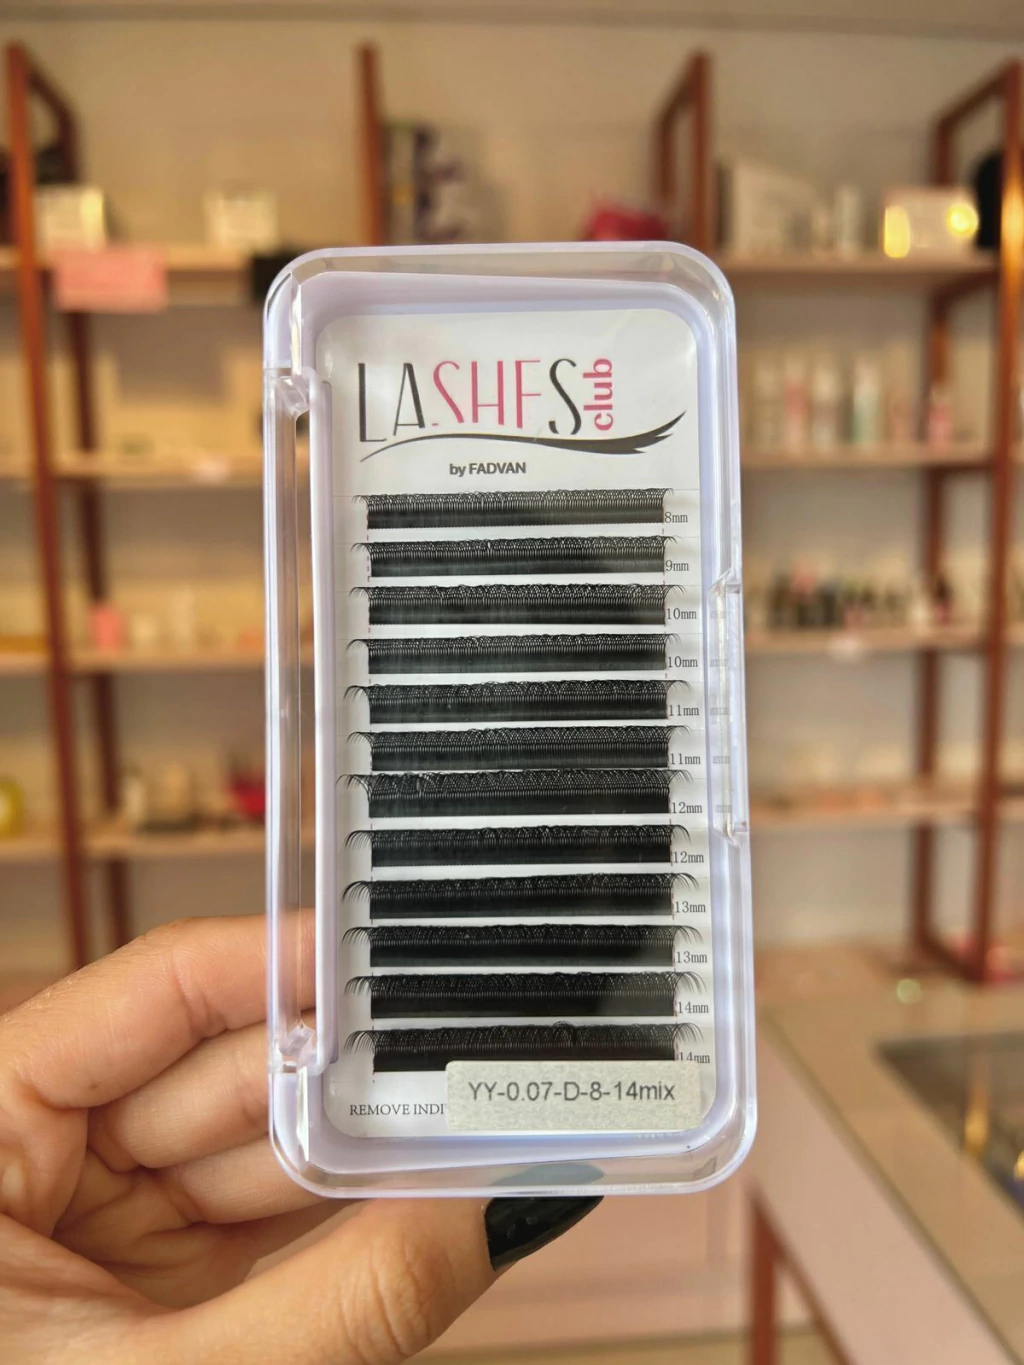 LASHES club
by FADVAN
8mm
9mm
10mm
10mm
11mm
11mm
12mm
12mm
13mm
13mm
14mm
14mm
YY-0.07-D-8-14mix
REMOVE INDI